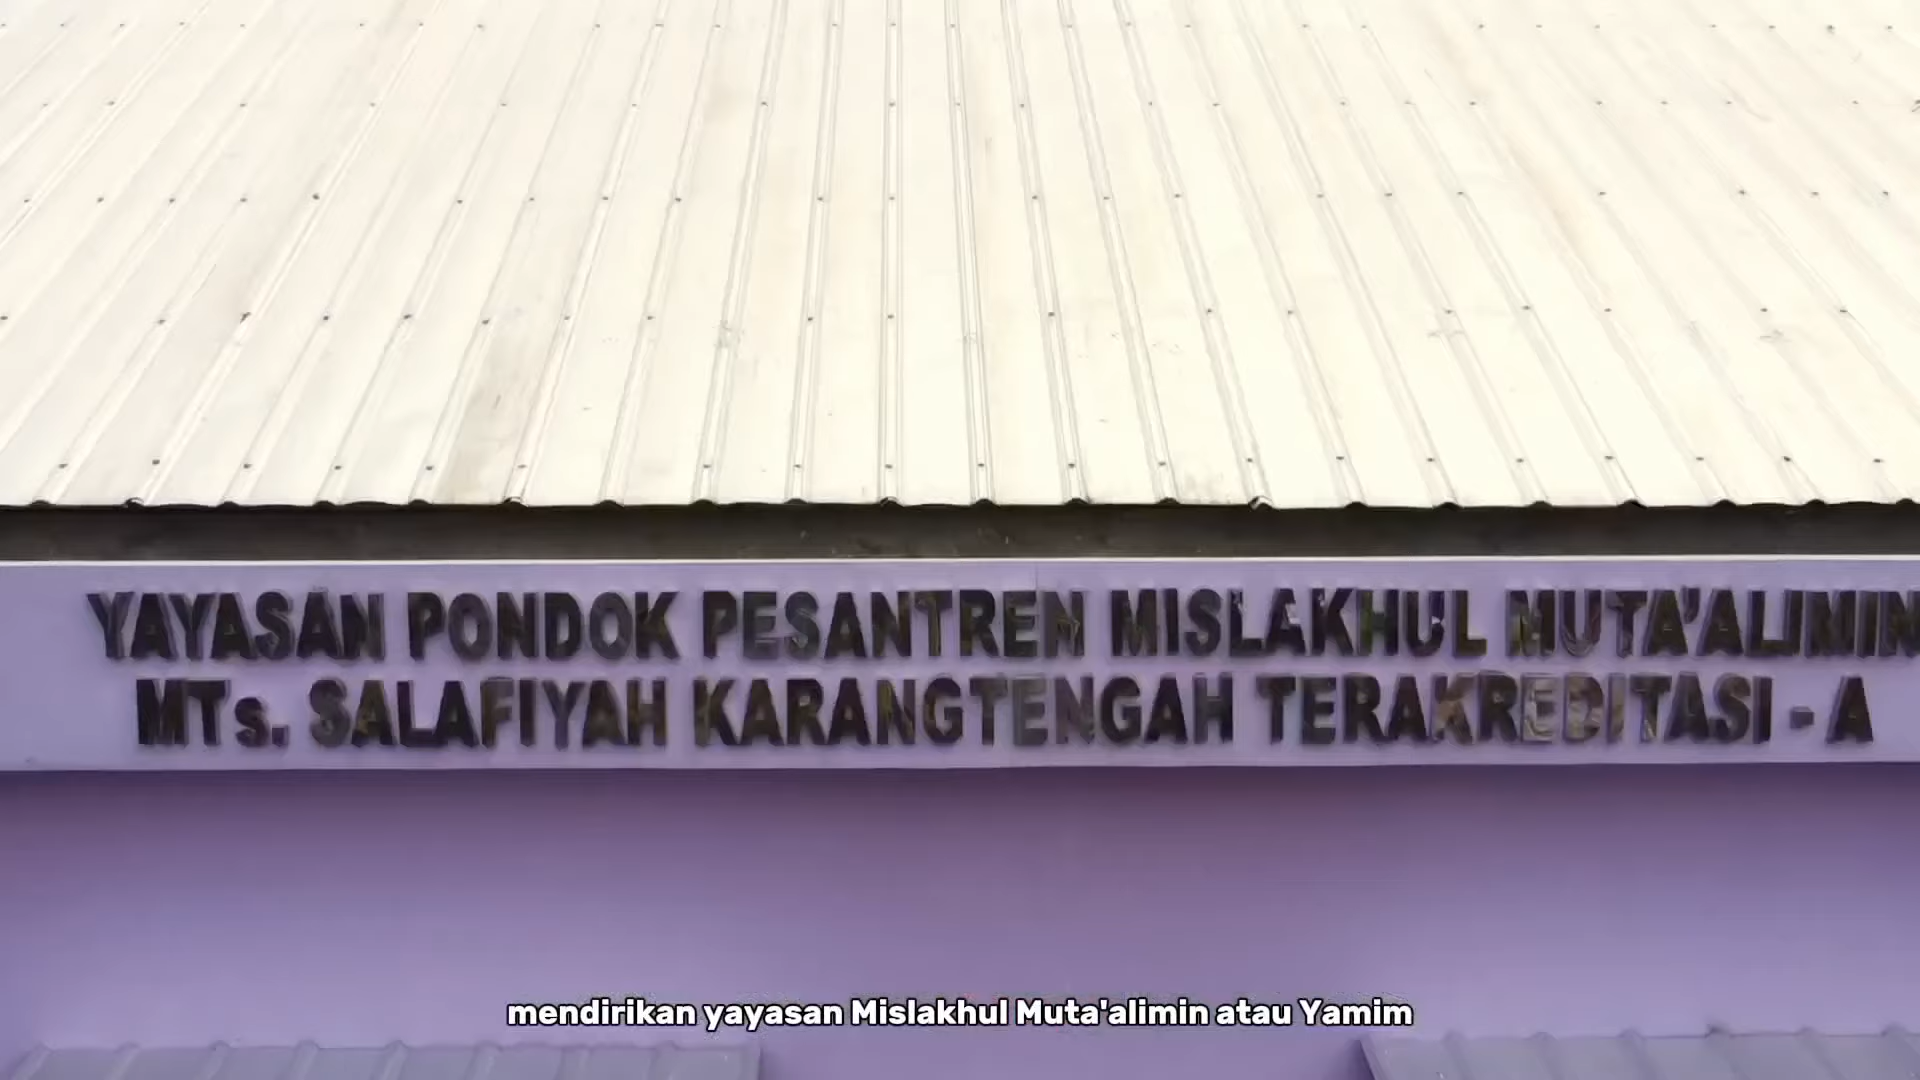 YAYASAN PONDOK PESANTREN MISLAKHUL MUTA'ALIMIN
MTs. SALAFIYAH KARANGTENGAH TERAKREDITASI - A
mendirikan yayasan Mislakhul Muta'alimin atau Yamim